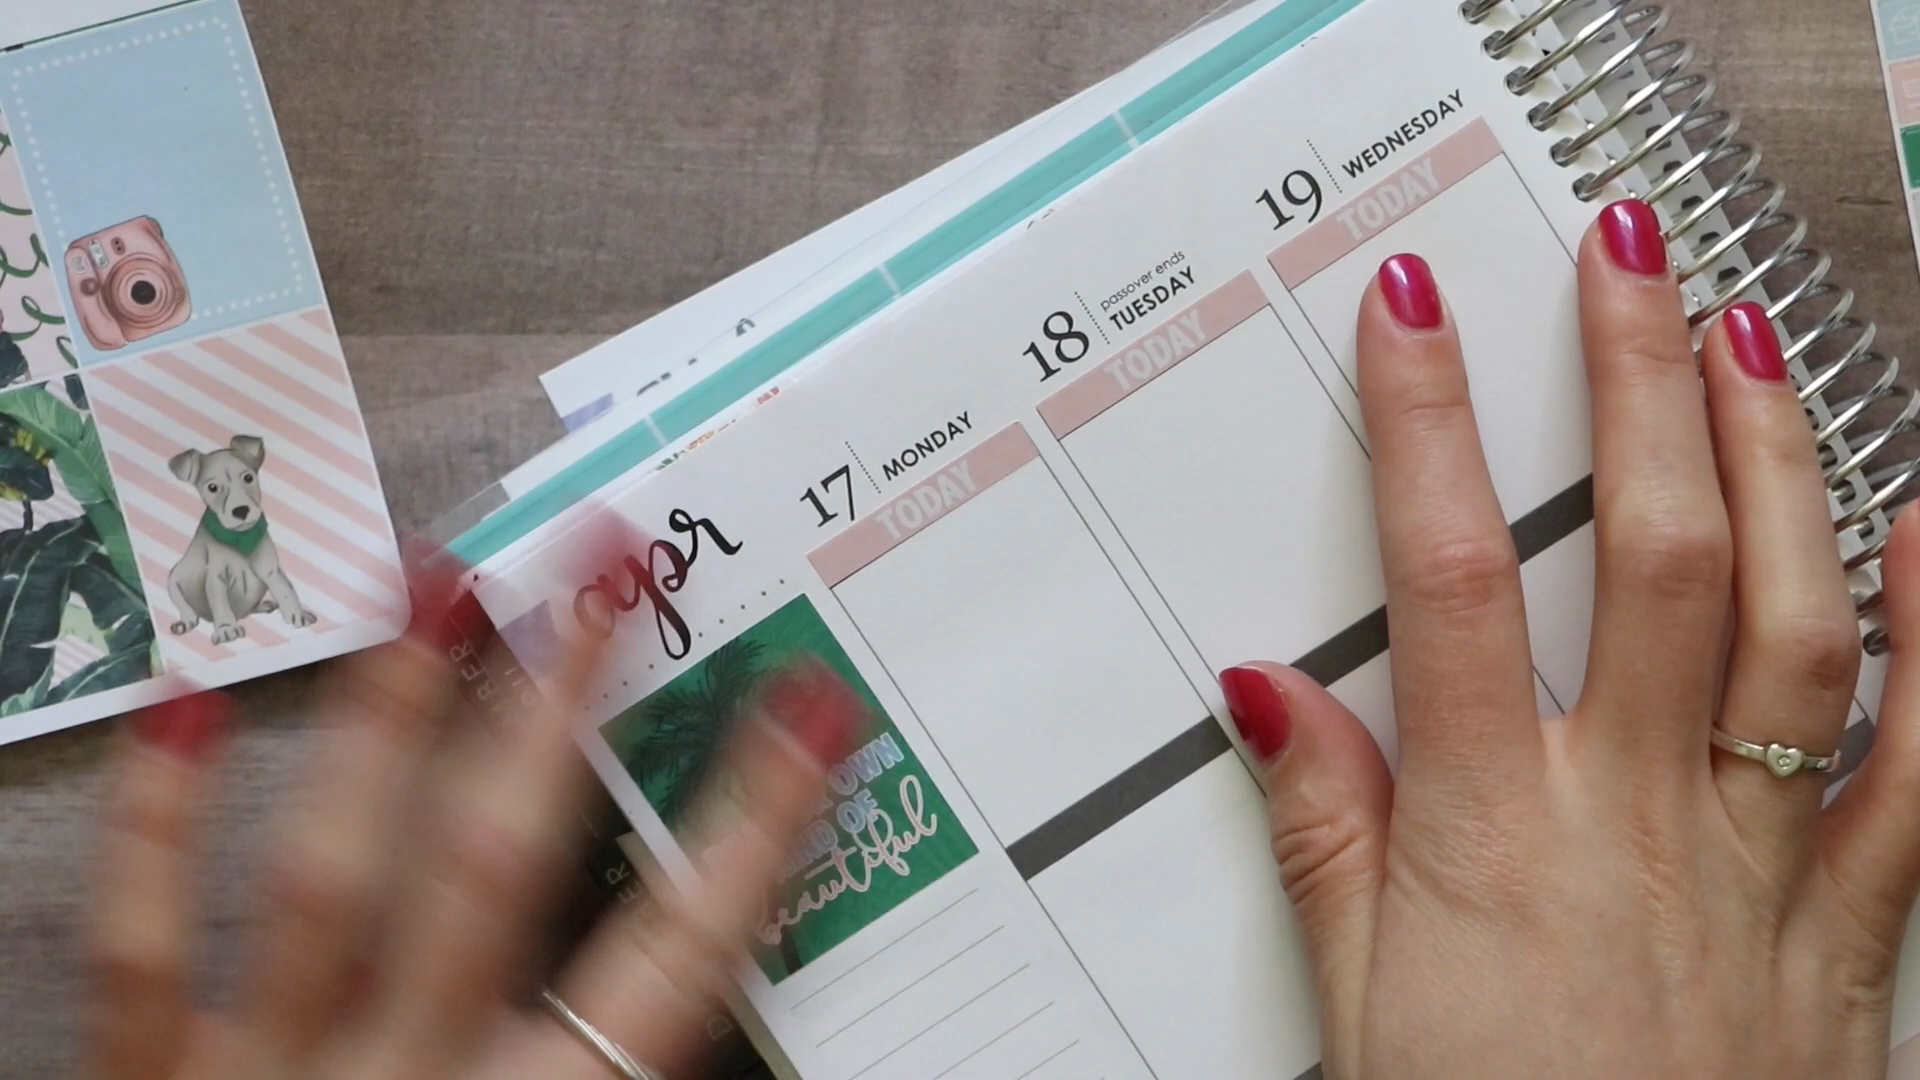 apr
17 MONDAY
TODAY
18 passover ends
TUESDAY
TODAY
19 WEDNESDAY
TODAY
OWN
OF
beautiful